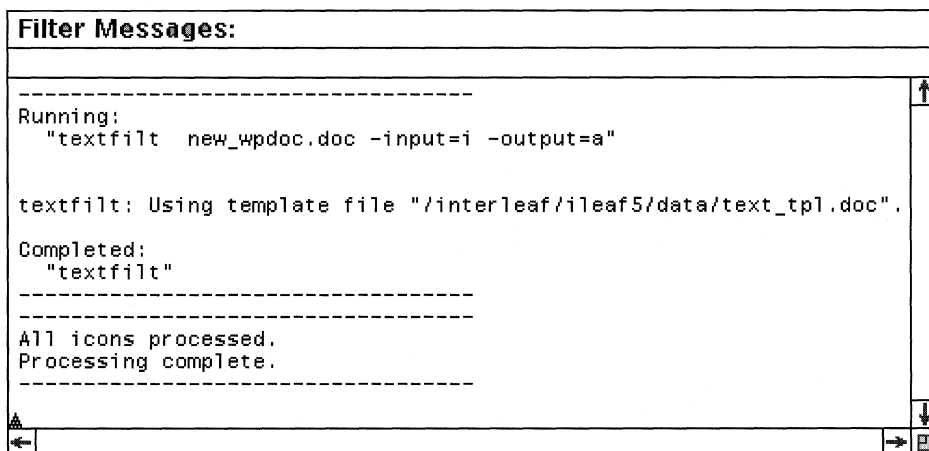 Filter Messages:
-----------------------------------
Running:
  "textfilt  new_wpdoc.doc -input=i -output=a"
textfilt: Using template file "/interleaf/ileaf5/data/text_tpl.doc".
Completed:
  "textfilt"
-----------------------------------
-----------------------------------
All icons processed.
Processing complete.
-----------------------------------